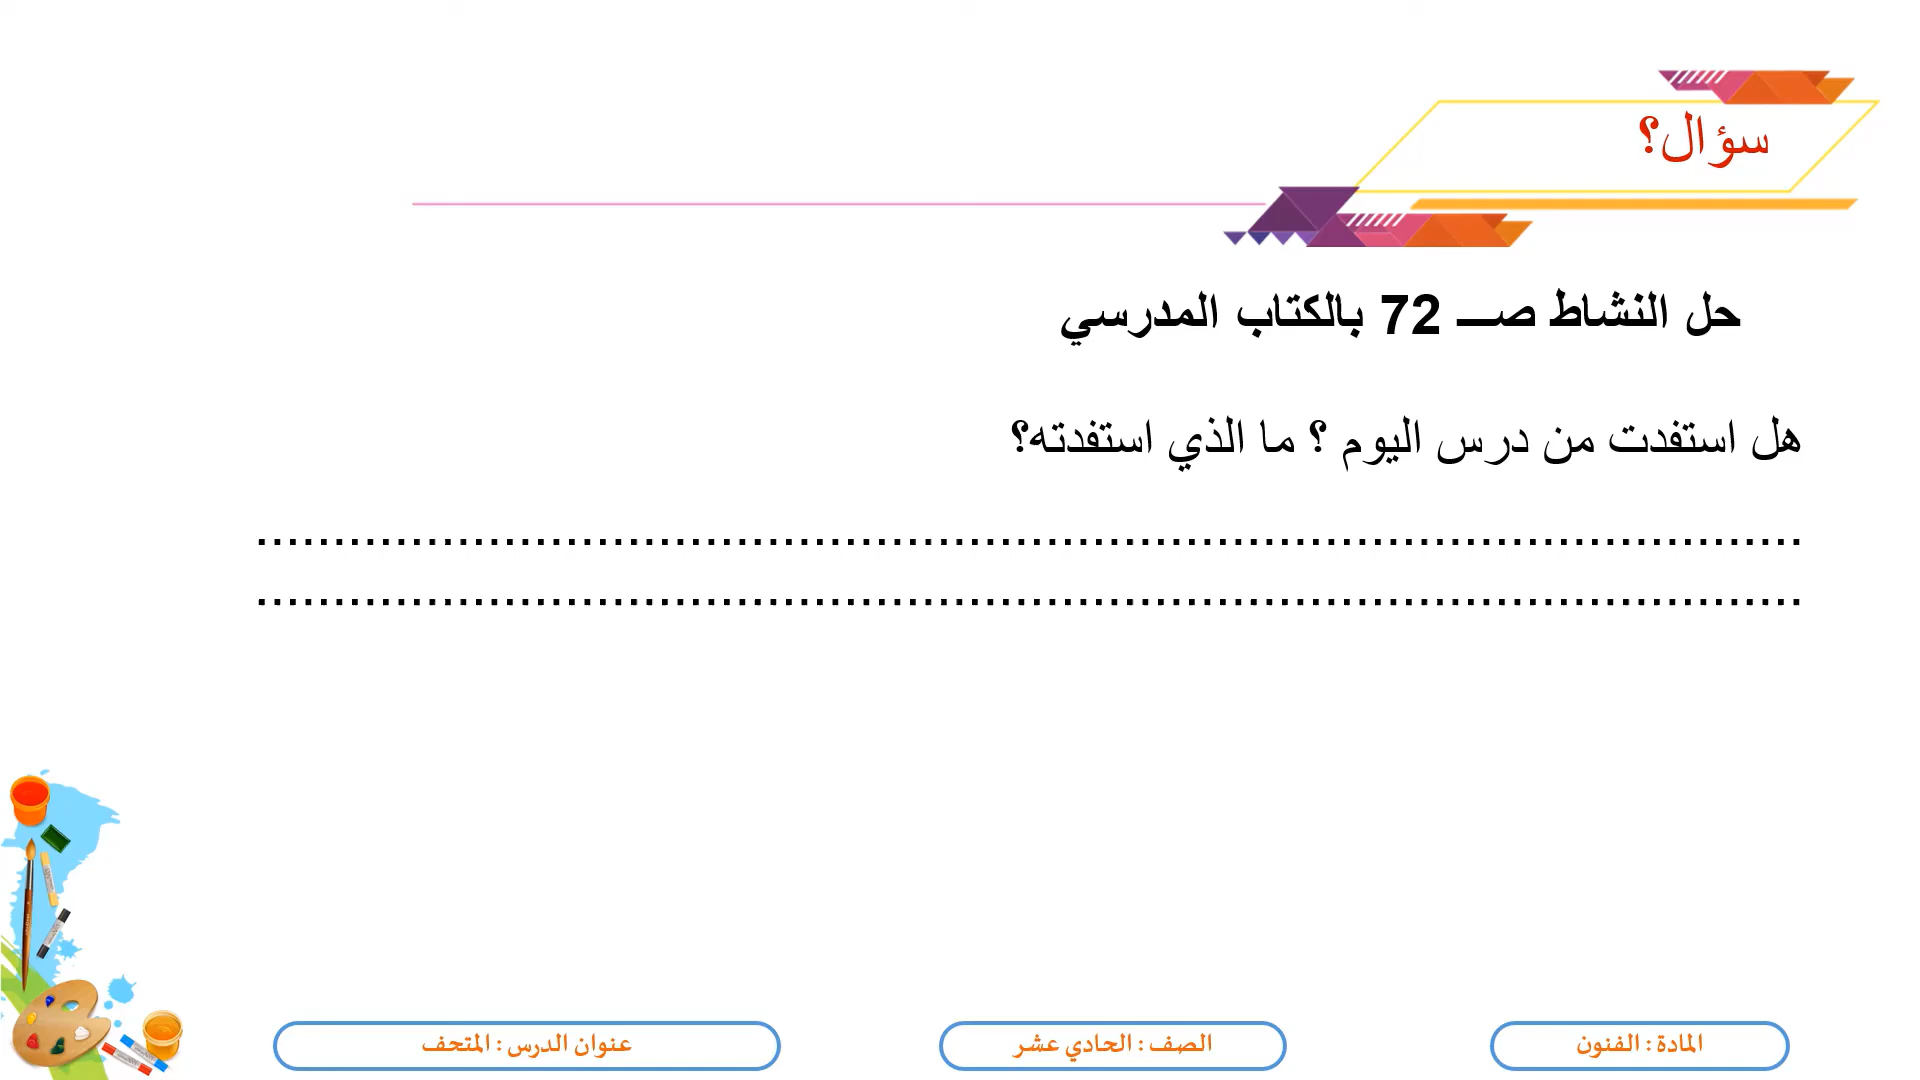 سؤال؟
حل النشاط صـــ 72 بالكتاب المدرسي
هل استفدت من درس اليوم ؟ ما الذي استفدته؟
....................................................................................................
....................................................................................................
المادة : الفنون
الصف : الحادي عشر
عنوان الدرس : المتحف